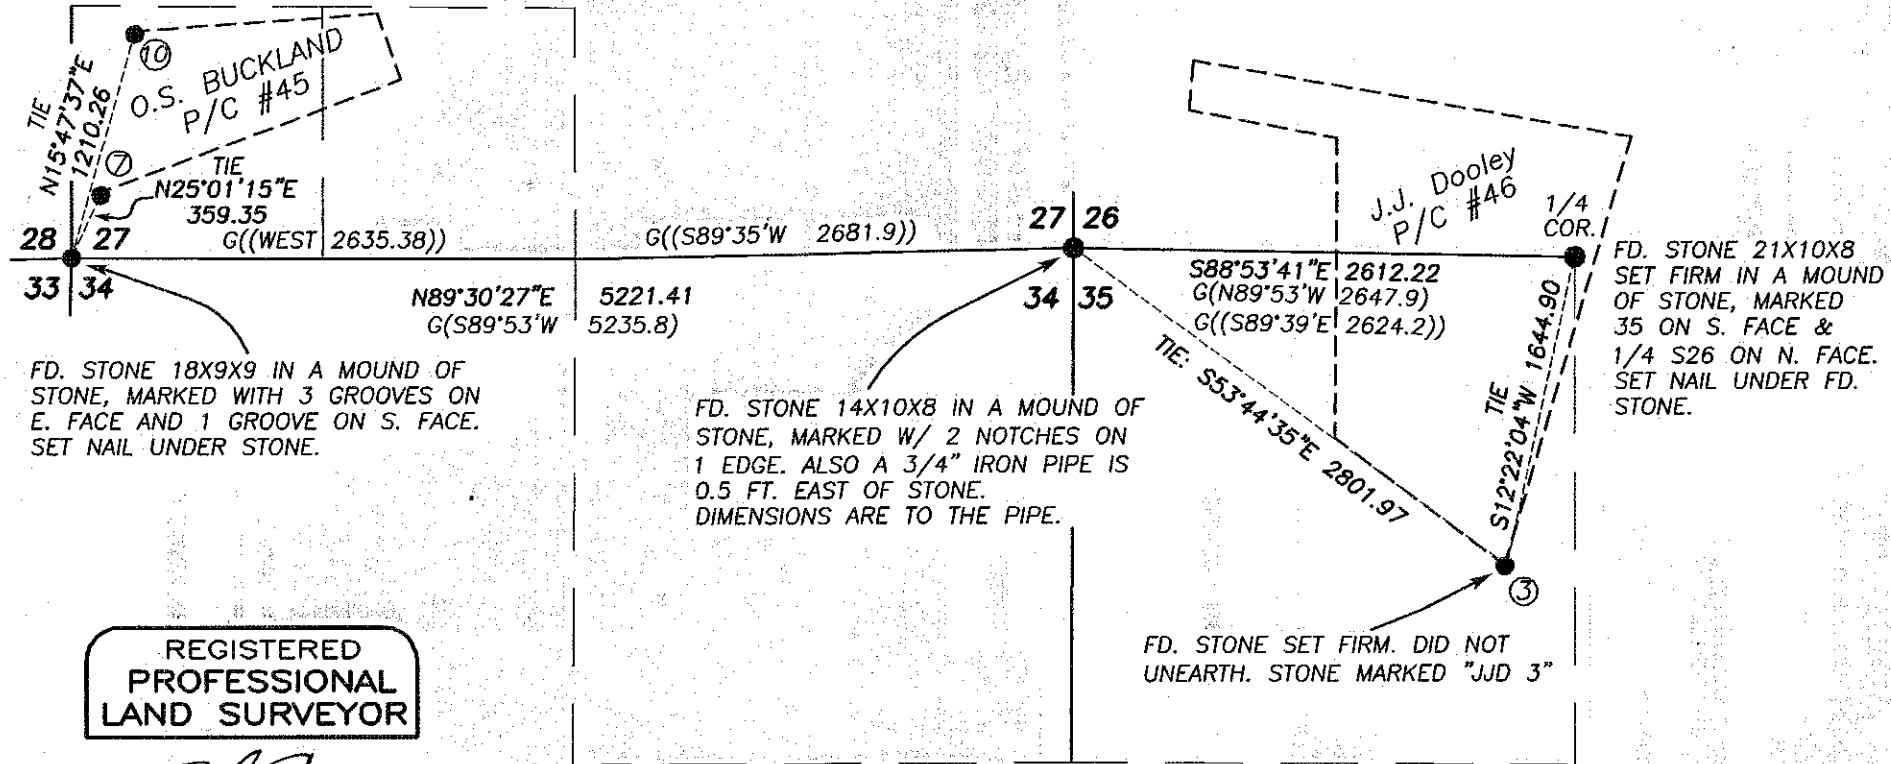 10
O.S. BUCKLAND
P/C #45
TIE
N15°47'37"E
1210.26
7
TIE
N25°01'15"E
359.35
28 27
33 34
G((WEST 2635.38))
G((S89°35'W 2681.9))
N89°30'27"E 5221.41
G(S89°53'W 5235.8)
27 26
34 35
J.J. Dooley
P/C #46
1/4
COR.
S88°53'41"E 2612.22
G(N89°53'W 2647.9)
G((S89°39'E 2624.2))
FD. STONE 21X10X8
SET FIRM IN A MOUND
OF STONE, MARKED
35 ON S. FACE &
1/4 S26 ON N. FACE.
SET NAIL UNDER FD.
STONE.
TIE: S53°44'35"E 2801.97
TIE
S12°22'04"W 1644.90
FD. STONE 18X9X9 IN A MOUND OF
STONE, MARKED WITH 3 GROOVES ON
E. FACE AND 1 GROOVE ON S. FACE.
SET NAIL UNDER STONE.
FD. STONE 14X10X8 IN A MOUND OF
STONE, MARKED W/ 2 NOTCHES ON
1 EDGE. ALSO A 3/4" IRON PIPE IS
0.5 FT. EAST OF STONE.
DIMENSIONS ARE TO THE PIPE.
3
FD. STONE SET FIRM. DID NOT
UNEARTH. STONE MARKED "JJD 3"
REGISTERED
PROFESSIONAL
LAND SURVEYOR